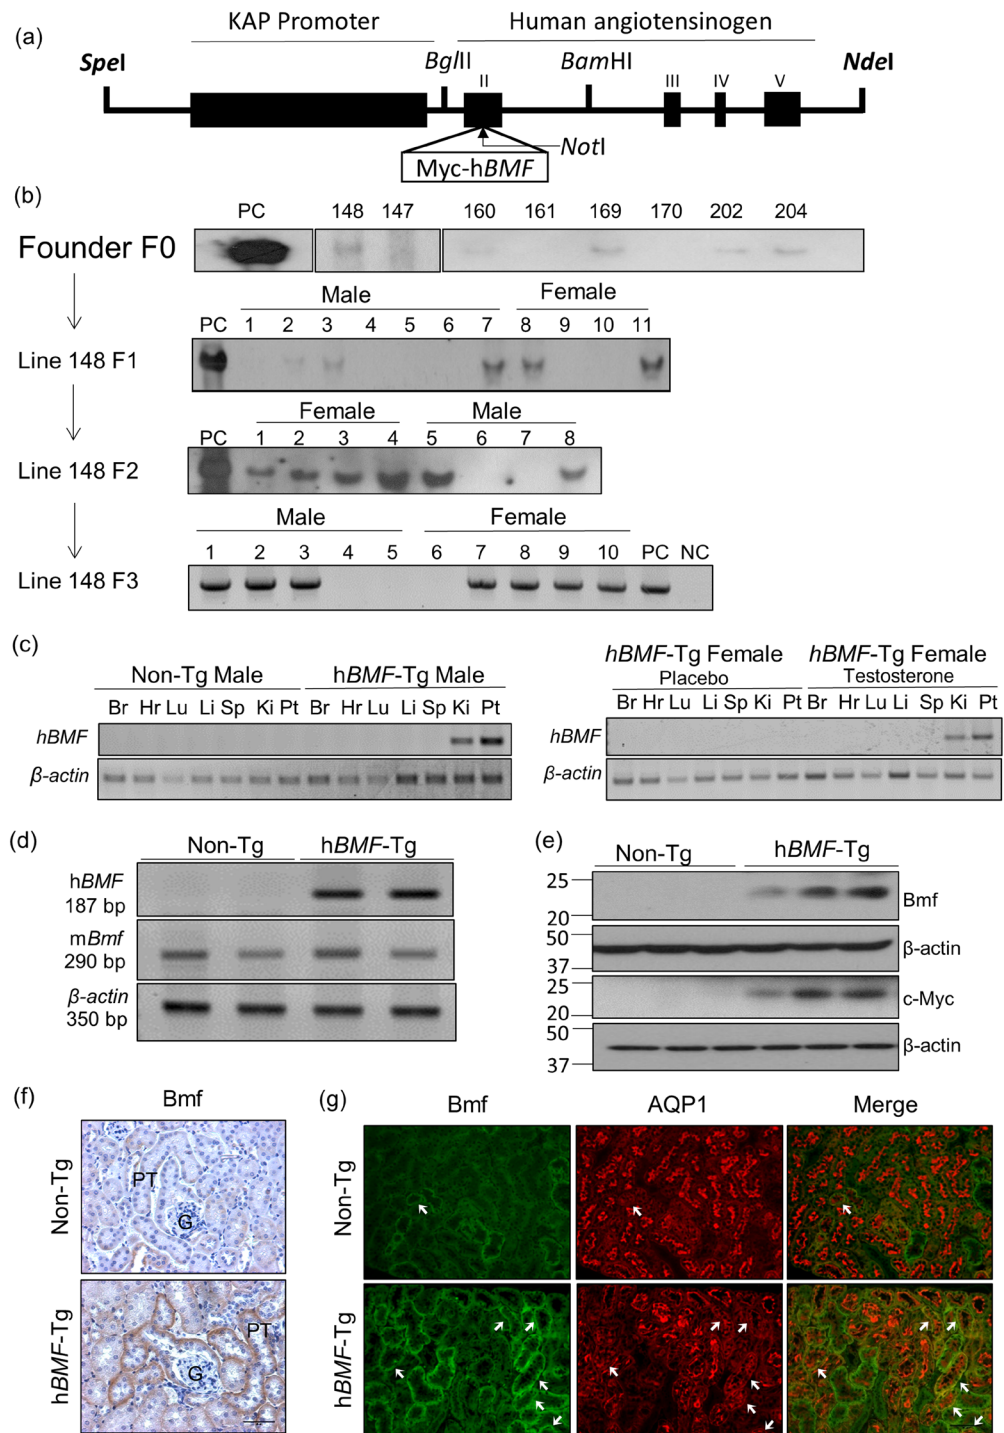 (a)
KAP Promoter
Human angiotensinogen
SpeI
BglII
BamHI
NdeI
II
III
IV
V
NotI
Myc-hBMF
(b)
PC 148 147 160 161 169 170 202 204
Founder F0
Male Female
PC 1 2 3 4 5 6 7 8 9 10 11
Line 148 F1
Female Male
PC 1 2 3 4 5 6 7 8
Line 148 F2
Male Female
1 2 3 4 5 6 7 8 9 10 PC NC
Line 148 F3
(c)
Non-Tg Male hBMF-Tg Male
Br Hr Lu Li Sp Ki Pt Br Hr Lu Li Sp Ki Pt
hBMF
β-actin
hBMF-Tg Female hBMF-Tg Female
Placebo Testosterone
Br Hr Lu Li Sp Ki Pt Br Hr Lu Li Sp Ki Pt
hBMF
β-actin
(d)
Non-Tg hBMF-Tg
hBMF
187 bp
mBmf
290 bp
β-actin
350 bp
(e)
Non-Tg hBMF-Tg
25
20
Bmf
50
37
β-actin
25
20
c-Myc
50
37
β-actin
(f)
Bmf
Non-Tg
PT
G
hBMF-Tg
PT
G
(g)
Bmf AQP1 Merge
Non-Tg
hBMF-Tg